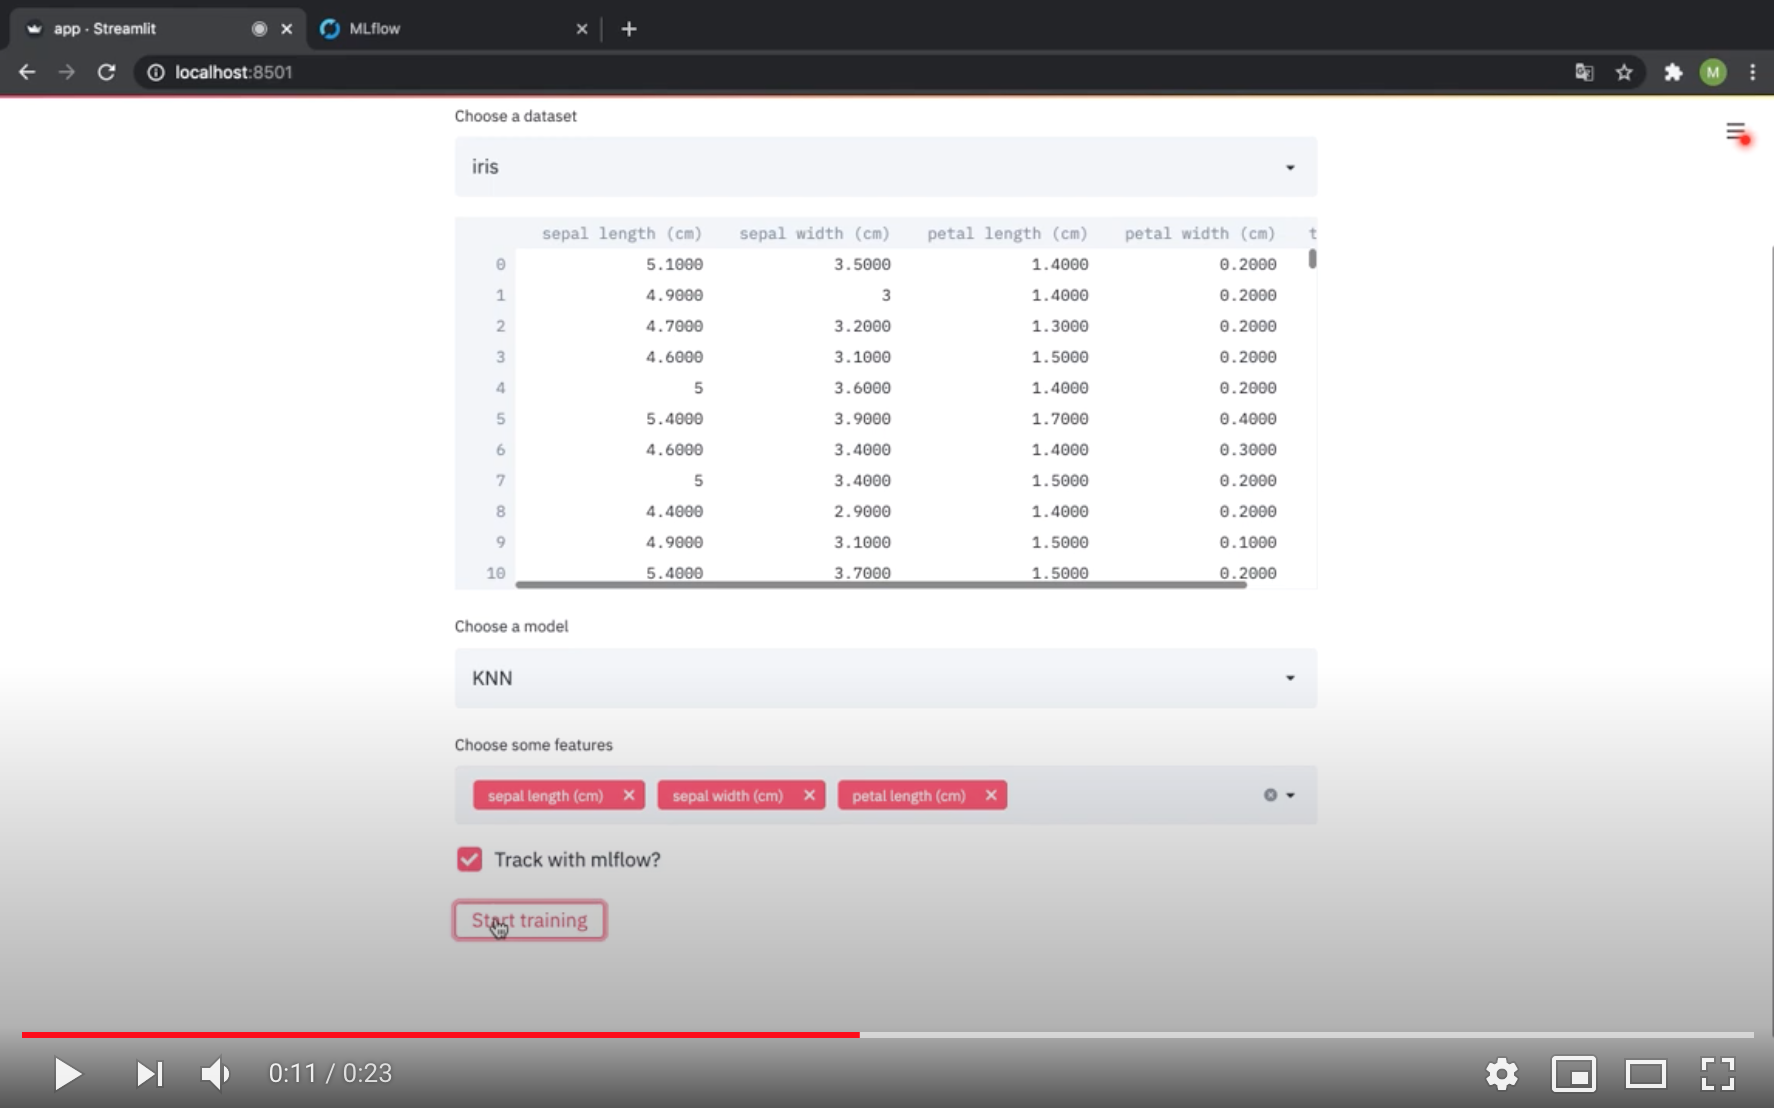 app · Streamlit
MLflow
localhost:8501
M
Choose a dataset
iris
sepal length (cm) sepal width (cm) petal length (cm) petal width (cm) t
0 5.1000 3.5000 1.4000 0.2000
1 4.9000 3 1.4000 0.2000
2 4.7000 3.2000 1.3000 0.2000
3 4.6000 3.1000 1.5000 0.2000
4 5 3.6000 1.4000 0.2000
5 5.4000 3.9000 1.7000 0.4000
6 4.6000 3.4000 1.4000 0.3000
7 5 3.4000 1.5000 0.2000
8 4.4000 2.9000 1.4000 0.2000
9 4.9000 3.1000 1.5000 0.1000
10 5.4000 3.7000 1.5000 0.2000
Choose a model
KNN
Choose some features
sepal length (cm) sepal width (cm) petal length (cm)
Track with mlflow?
Start training
0:11 / 0:23